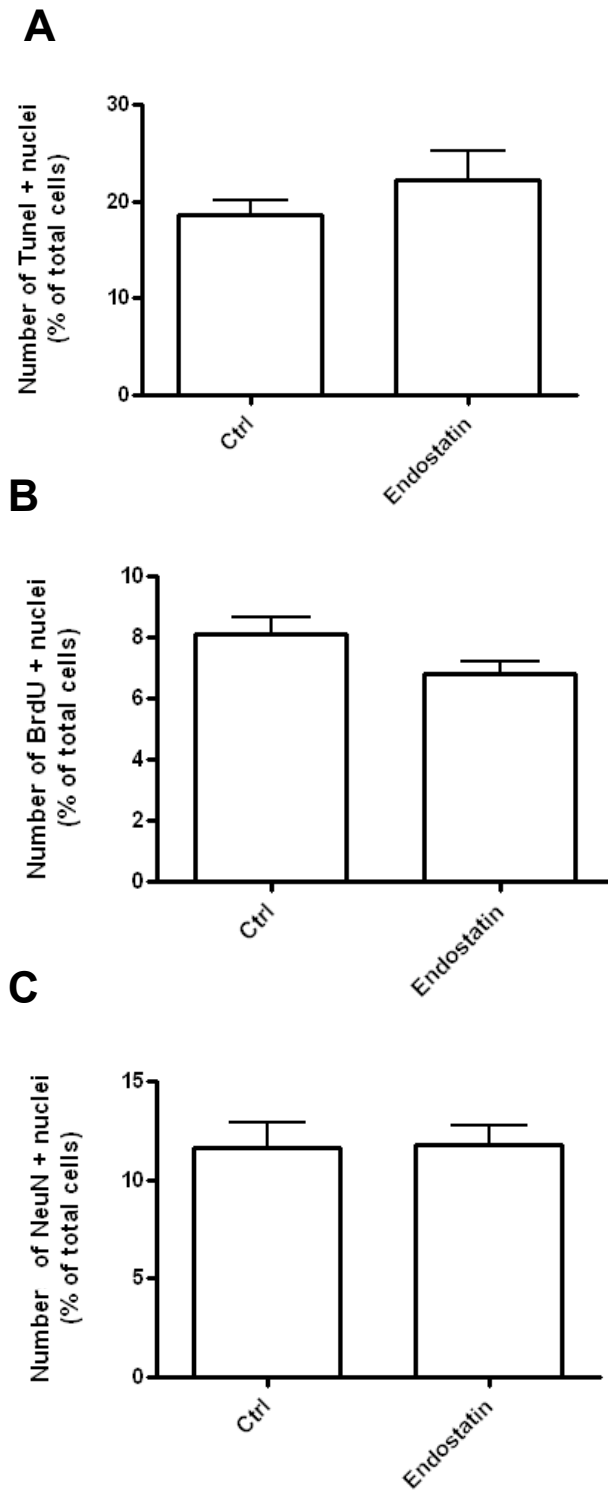 A
Number of Tunel + nuclei
(% of total cells)
30
20
10
0
Ctrl
Endostatin
B
Number of BrdU + nuclei
(% of total cells)
10
8
6
4
2
0
Ctrl
Endostatin
C
Number of NeuN + nuclei
(% of total cells)
15
10
5
0
Ctrl
Endostatin